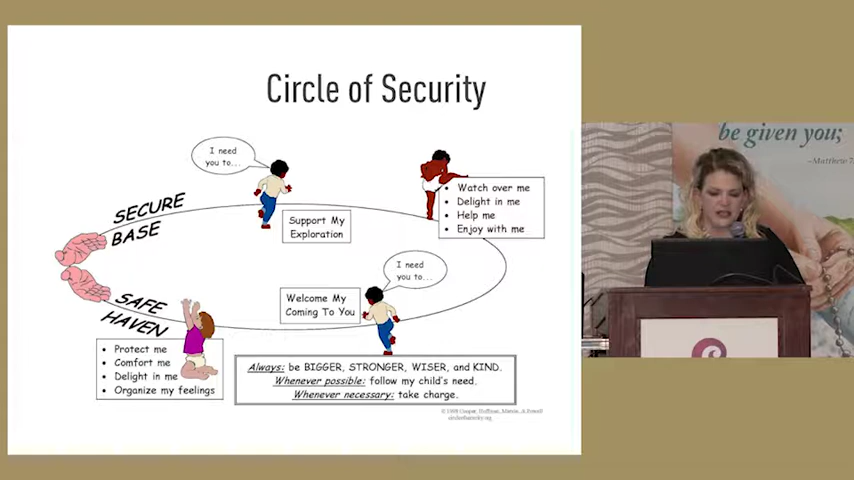 Circle of Security
I need
you to...
SECURE
BASE
Support My
Exploration
• Watch over me
• Delight in me
• Help me
• Enjoy with me
I need
you to...
Welcome My
Coming To You
SAFE
HAVEN
• Protect me
• Comfort me
• Delight in me
• Organize my feelings
Always: be BIGGER, STRONGER, WISER, and KIND.
Whenever possible: follow my child's need.
Whenever necessary: take charge.
be given you;